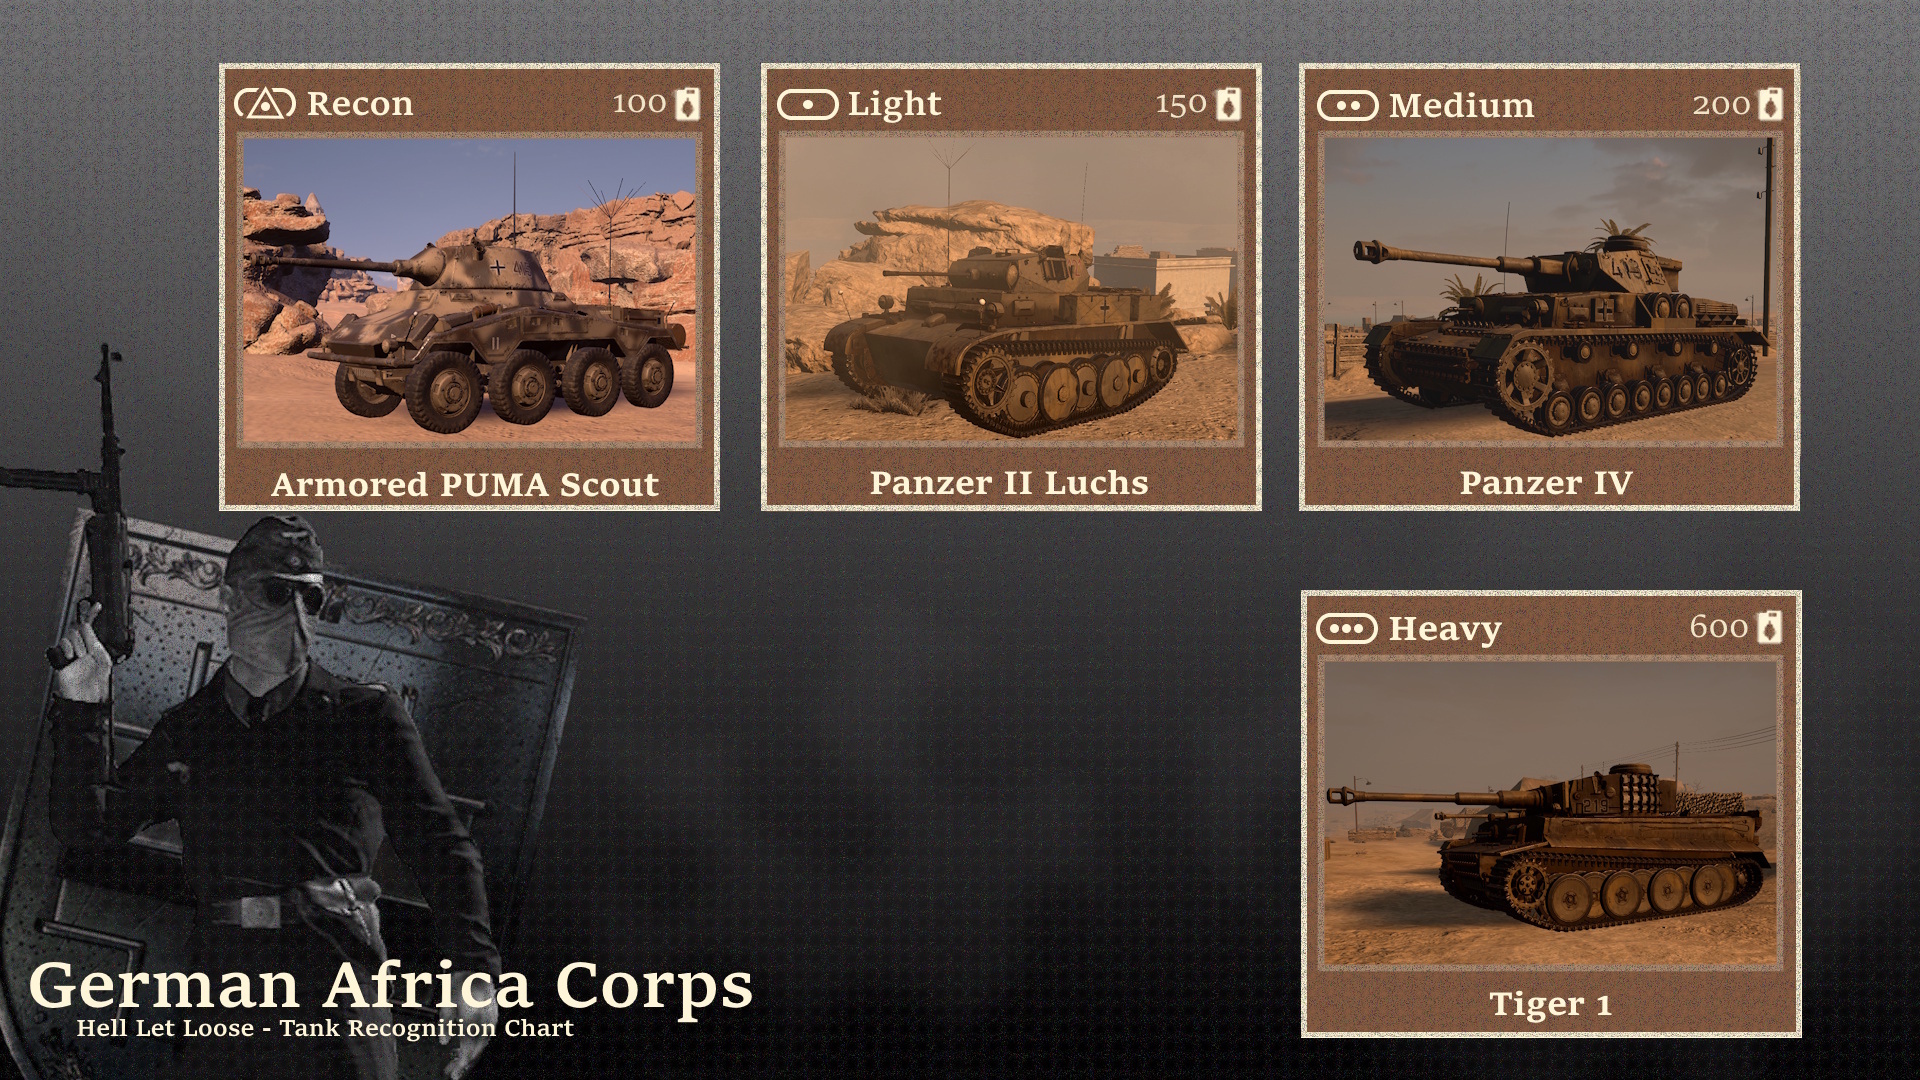 Recon 100
Armored PUMA Scout
Light 150
Panzer II Luchs
Medium 200
Panzer IV
Heavy 600
Tiger 1
German Africa Corps
Hell Let Loose - Tank Recognition Chart